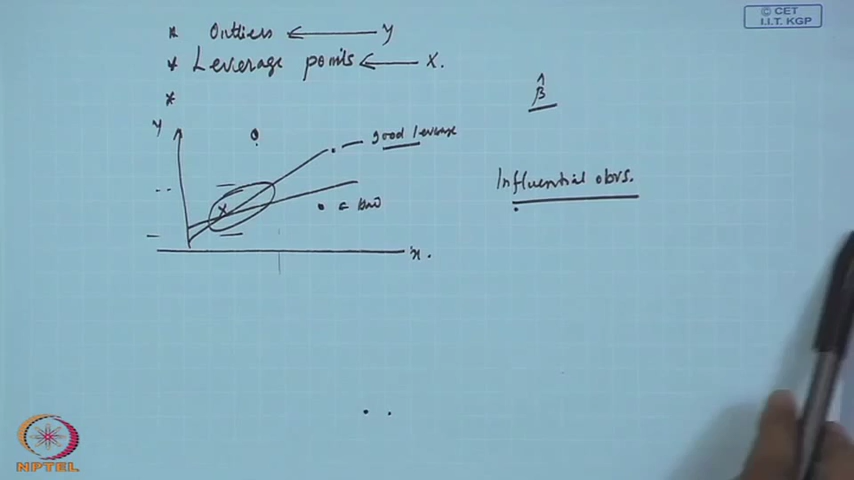 © CET
I.I.T. KGP
* Outliers ← y
* Leverage points ← X.
*
β̂
y
good leverage
Influential obvs.
x
← bad
x.
NPTEL